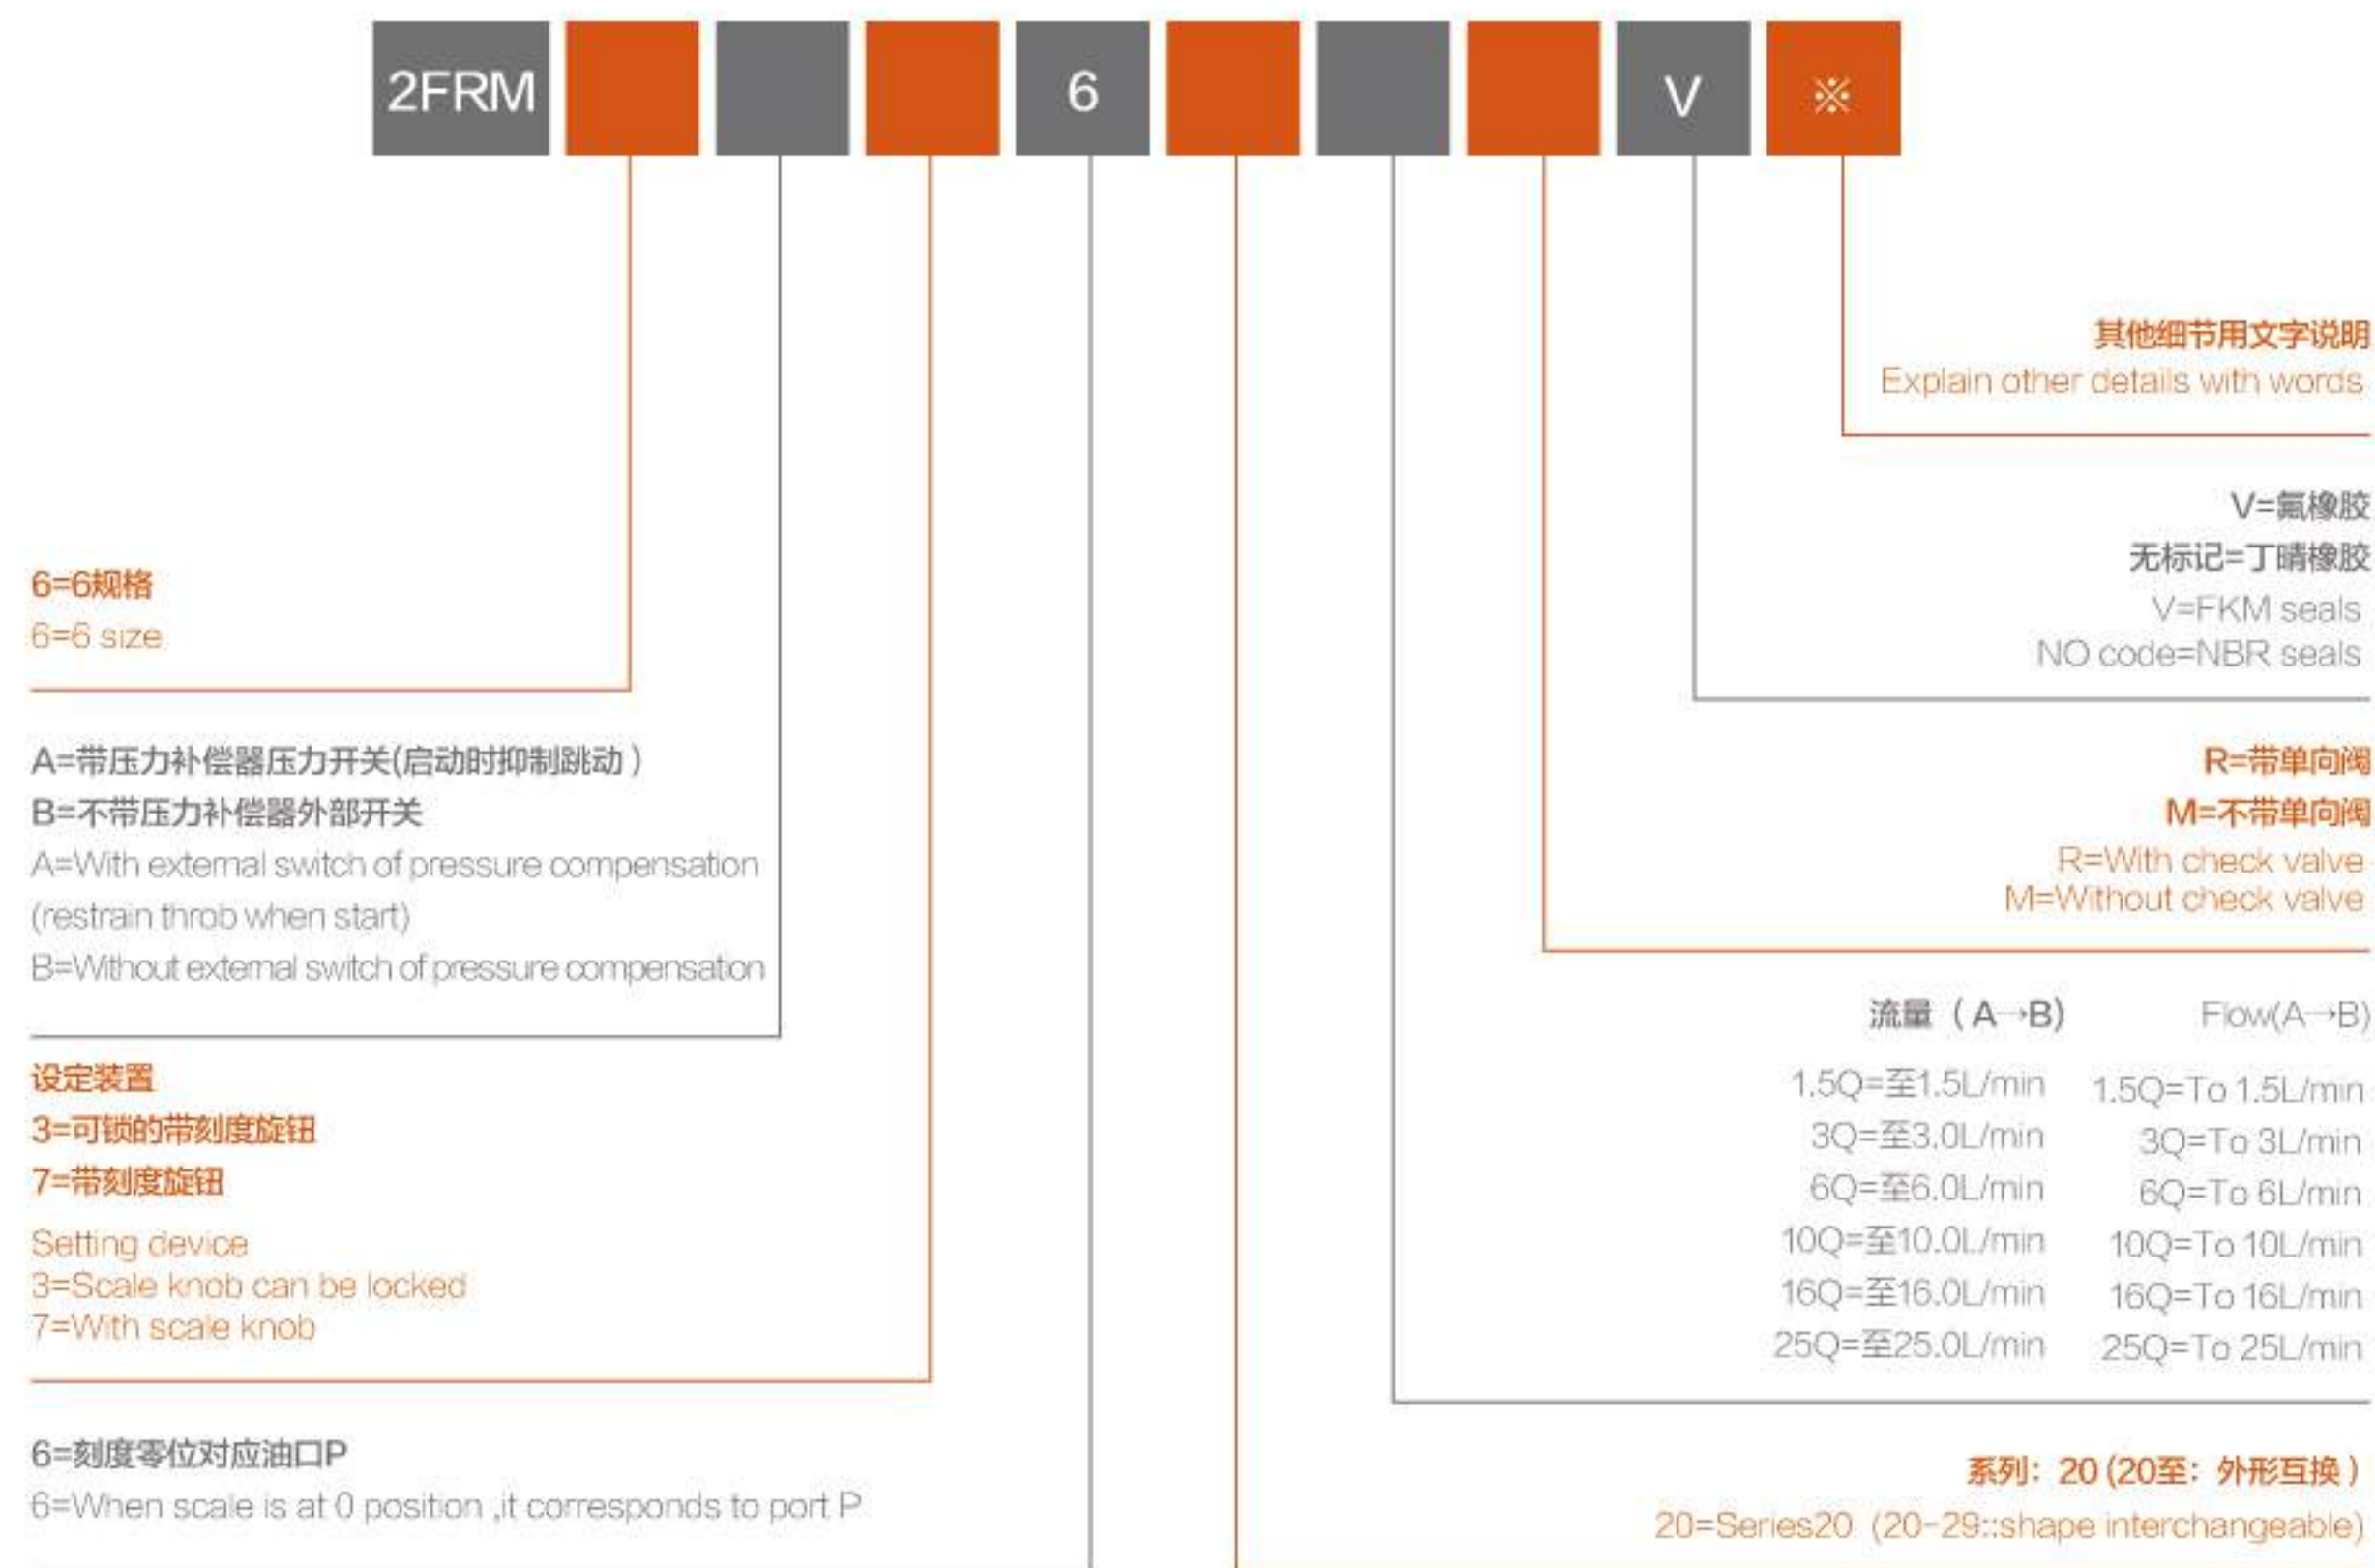 2FRM 6 V ※
其他细节用文字说明
Explain other details with words
V=氟橡胶
无标记=丁晴橡胶
V=FKM seals
NO code=NBR seals
6=6规格
6=6 size
A=带压力补偿器压力开关(启动时抑制跳动)
B=不带压力补偿器外部开关
A=With external switch of pressure compensation
(restrain throb when start)
B=Without external switch of pressure compensation
R=带单向阀
M=不带单向阀
R=With check valve
M=Without check valve
设定装置
3=可锁的带刻度旋钮
7=带刻度旋钮
Setting device
3=Scale knob can be locked
7=With scale knob
流量（A→B) Flow(A→B)
1.5Q=至1.5L/min 1.5Q=To 1.5L/min
3Q=至3.0L/min 3Q=To 3L/min
6Q=至6.0L/min 6Q=To 6L/min
10Q=至10.0L/min 10Q=To 10L/min
16Q=至16.0L/min 16Q=To 16L/min
25Q=至25.0L/min 25Q=To 25L/min
6=刻度零位对应油口P
6=When scale is at 0 position ,it corresponds to port P
系列：20 (20至：外形互换)
20=Series20 (20-29::shape interchangeable)